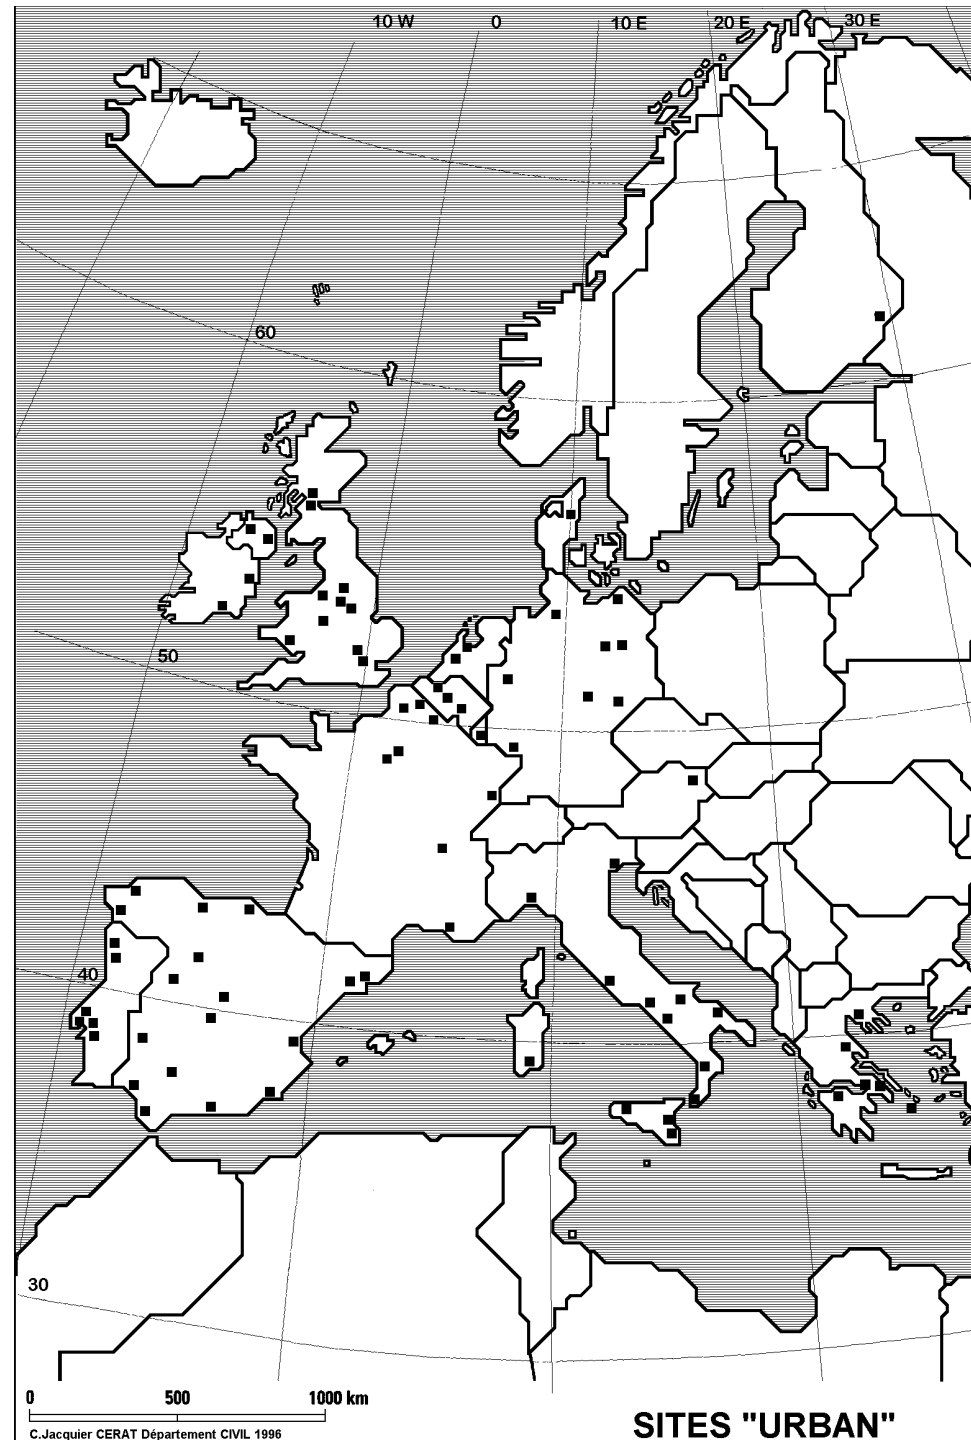 10 W 0 10 E 20 E 30 E
60
50
40
30
0 500 1000 km
C.Jacquier CERAT Département CIVIL 1996
SITES "URBAN"